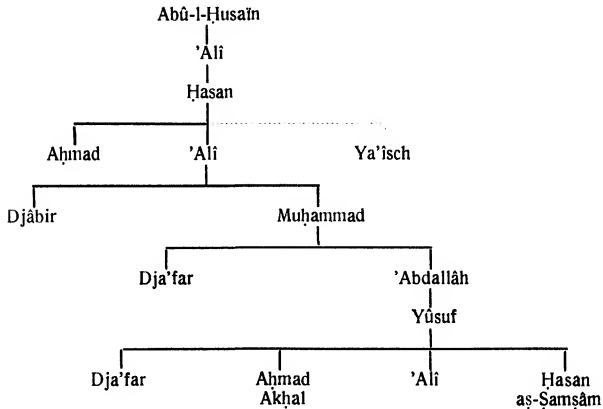 Abû-l-Ḥusaïn
'Alî
Ḥasan
Aḥmad 'Alî Ya'îsch
Djâbir Muḥammad
Dja'far 'Abdallâh
Yûsuf
Dja'far Aḥmad 'Alî Ḥasan
Akḥal aṣ-Ṣamṣâm